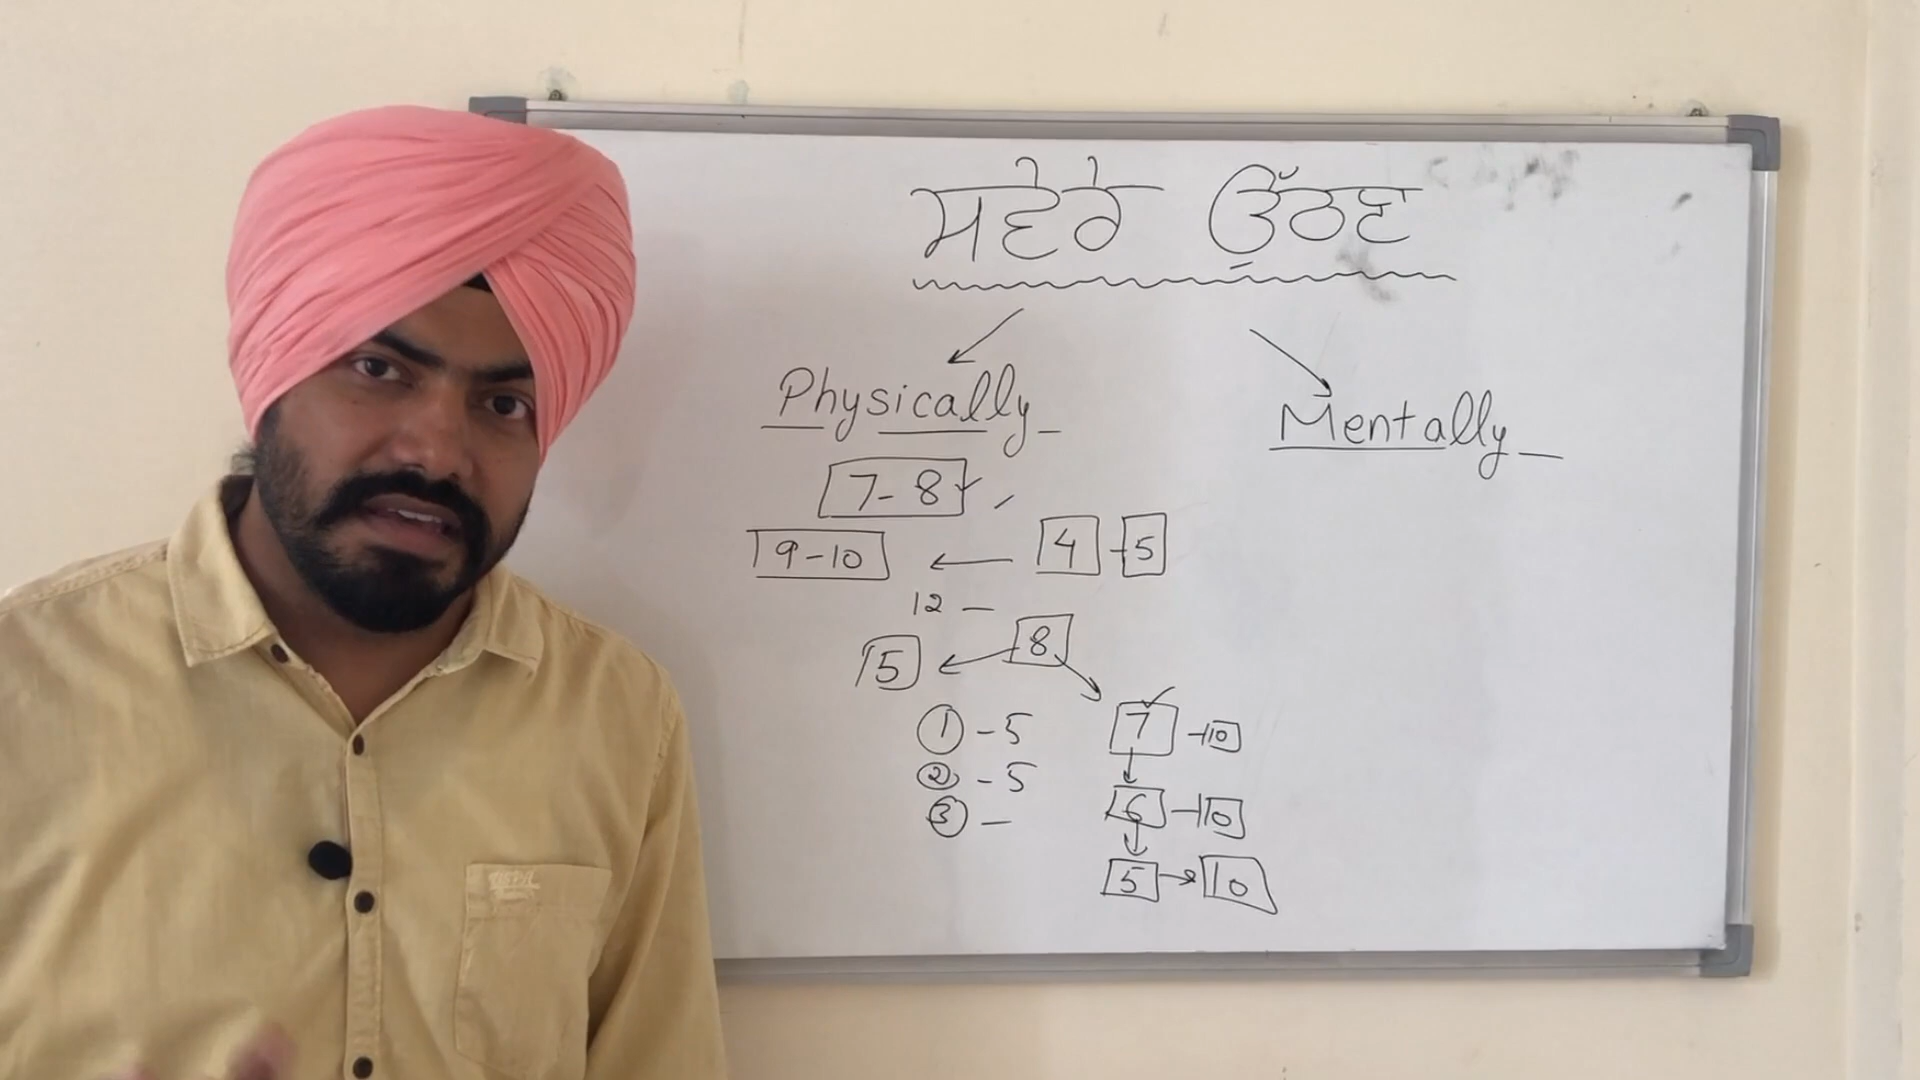 ਸਵੇਰੇ ਉੱਠਣਾ
Physically Mentally
7-8
9-10 ← 4-5
12 -
5 ← 8
① - 5 7 - 10
② - 5 6 - 10
③ - 5 → 10